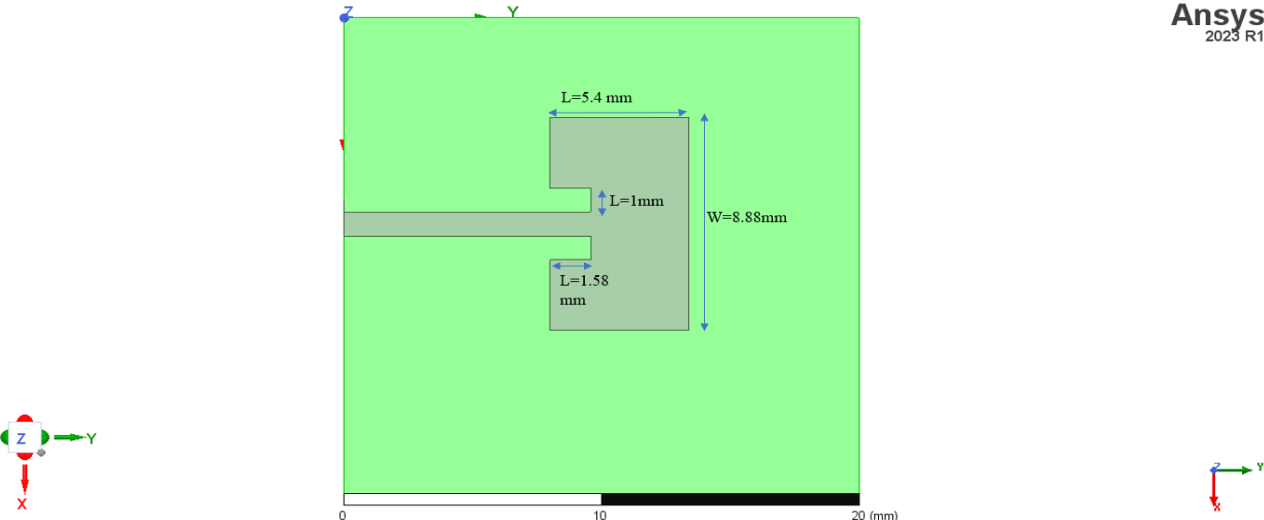 Z
Y
Ansys
2023 R1
L=5.4 mm
L=1mm
W=8.88mm
L=1.58
mm
Z
Y
X
Z
Y
X
0
10
20 (mm)